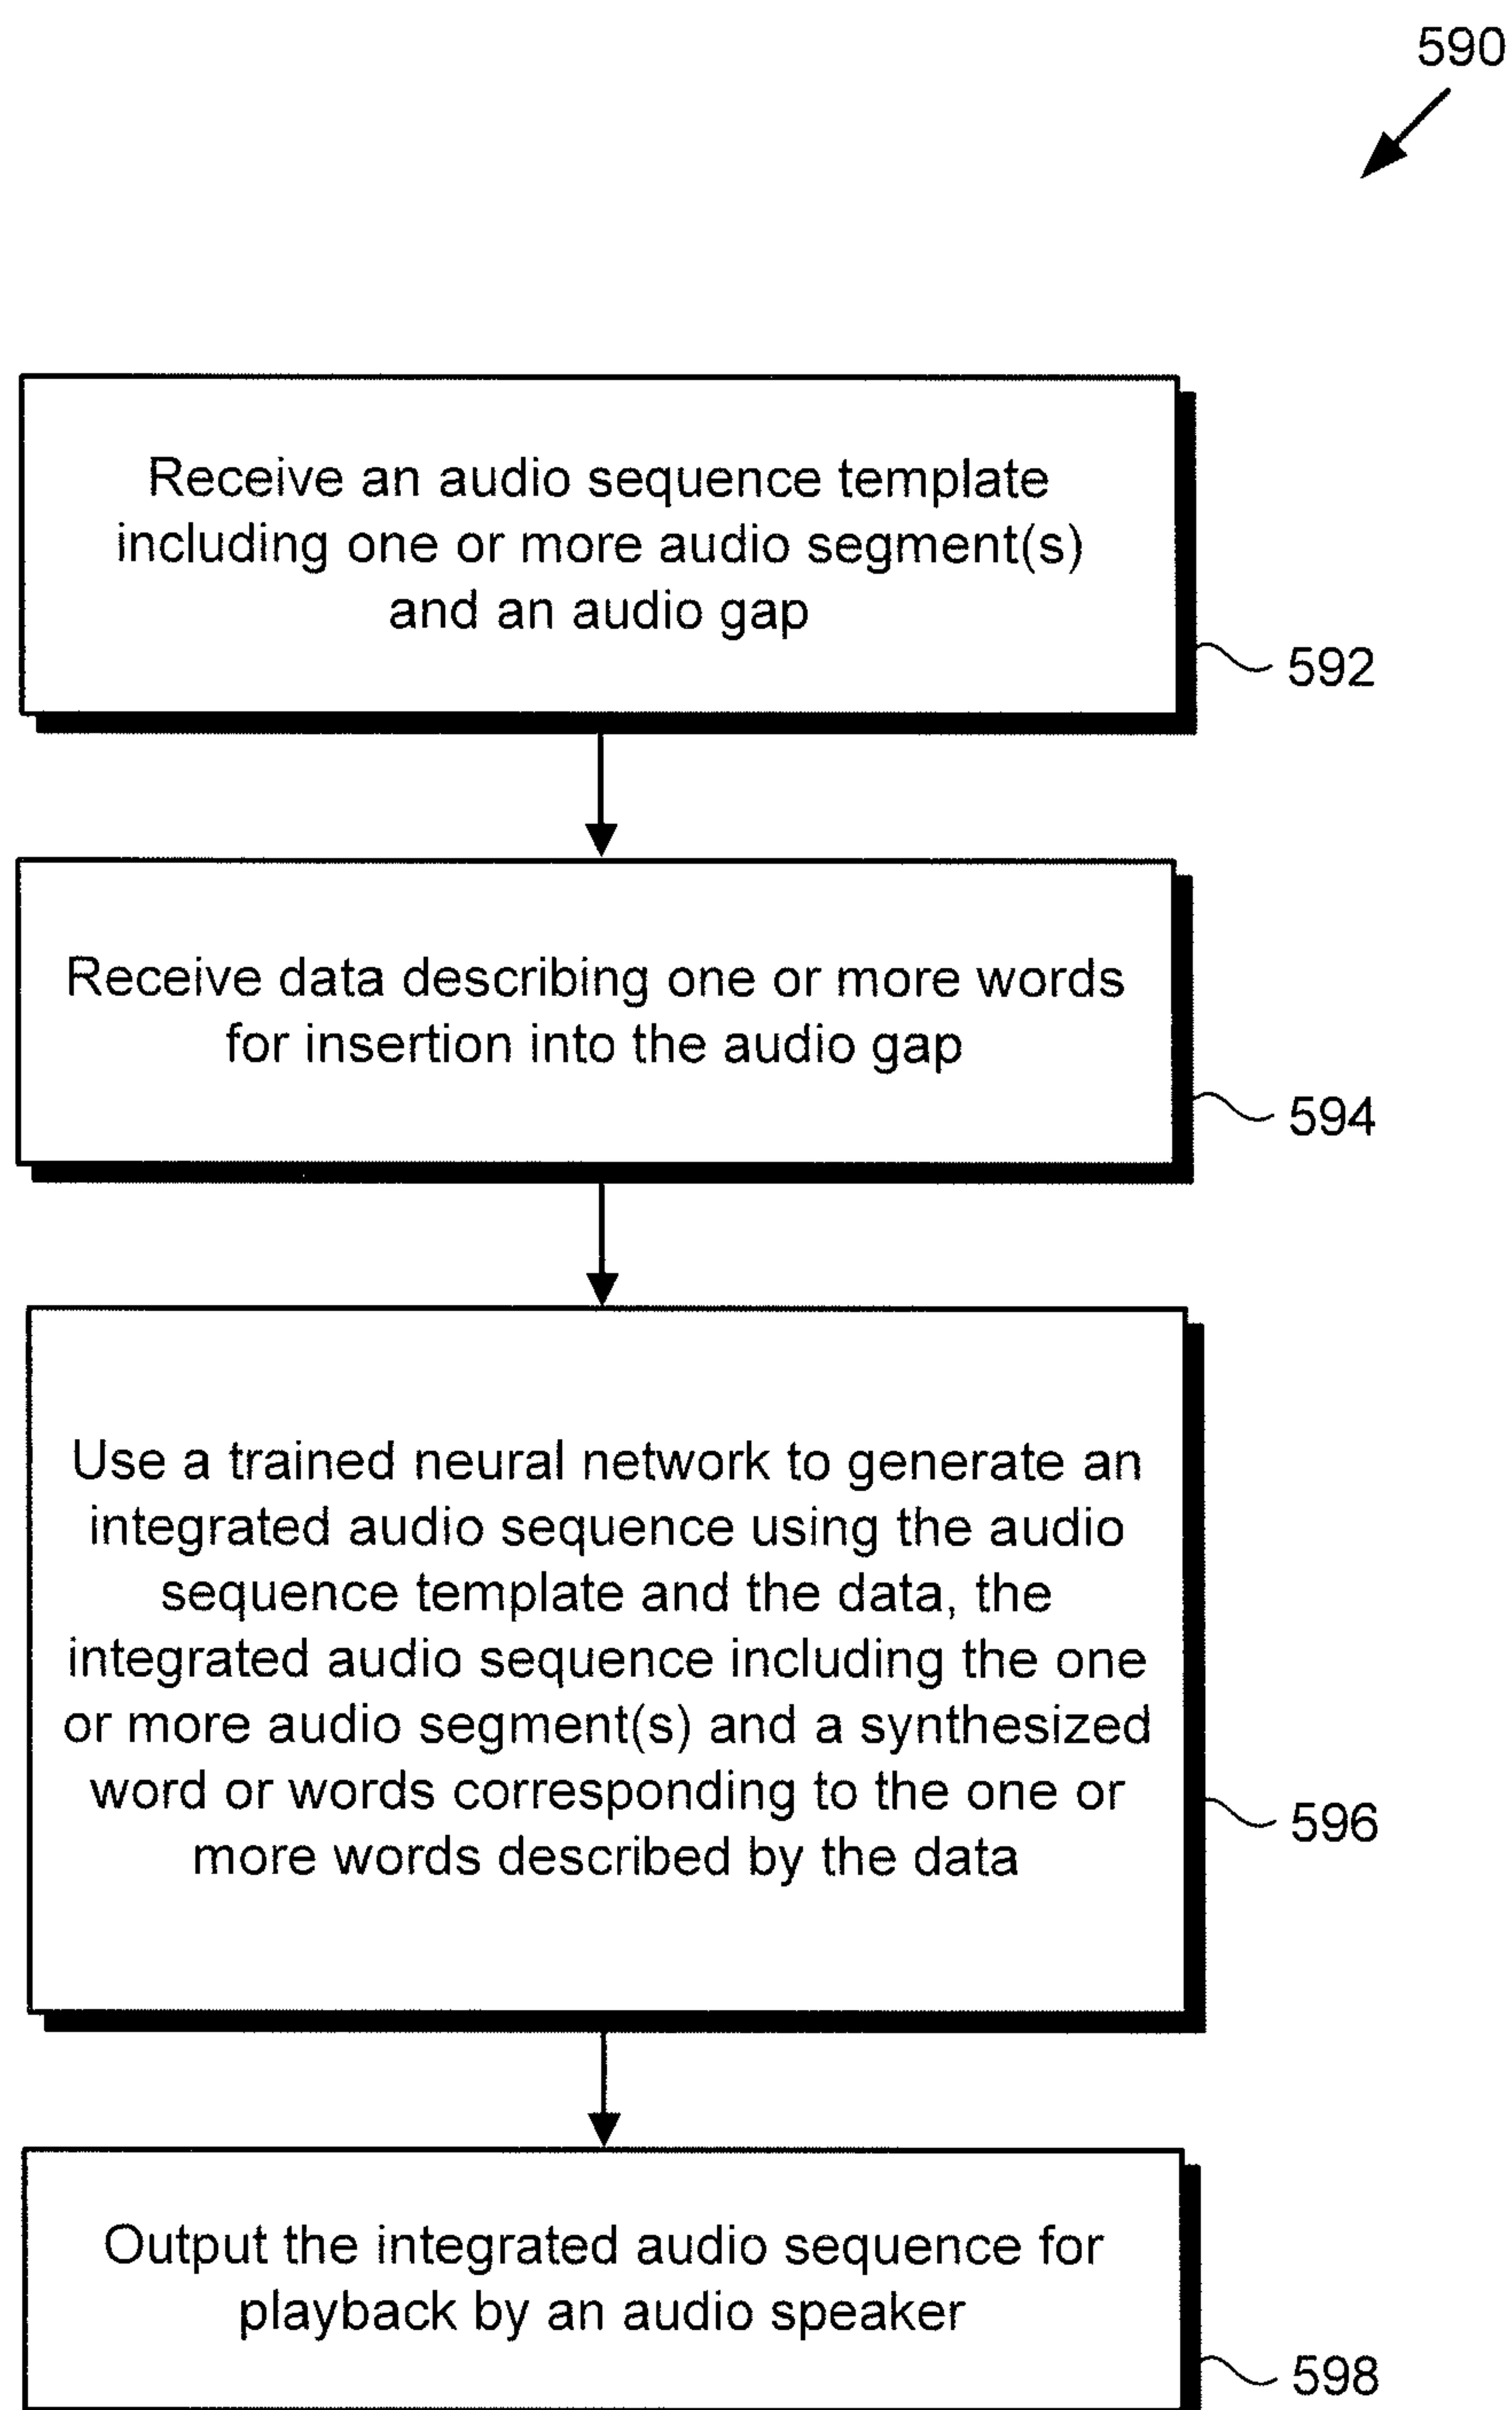 590
Receive an audio sequence template
including one or more audio segment(s)
and an audio gap
592
Receive data describing one or more words
for insertion into the audio gap
594
Use a trained neural network to generate an
integrated audio sequence using the audio
sequence template and the data, the
integrated audio sequence including the one
or more audio segment(s) and a synthesized
word or words corresponding to the one or
more words described by the data
596
Output the integrated audio sequence for
playback by an audio speaker
598